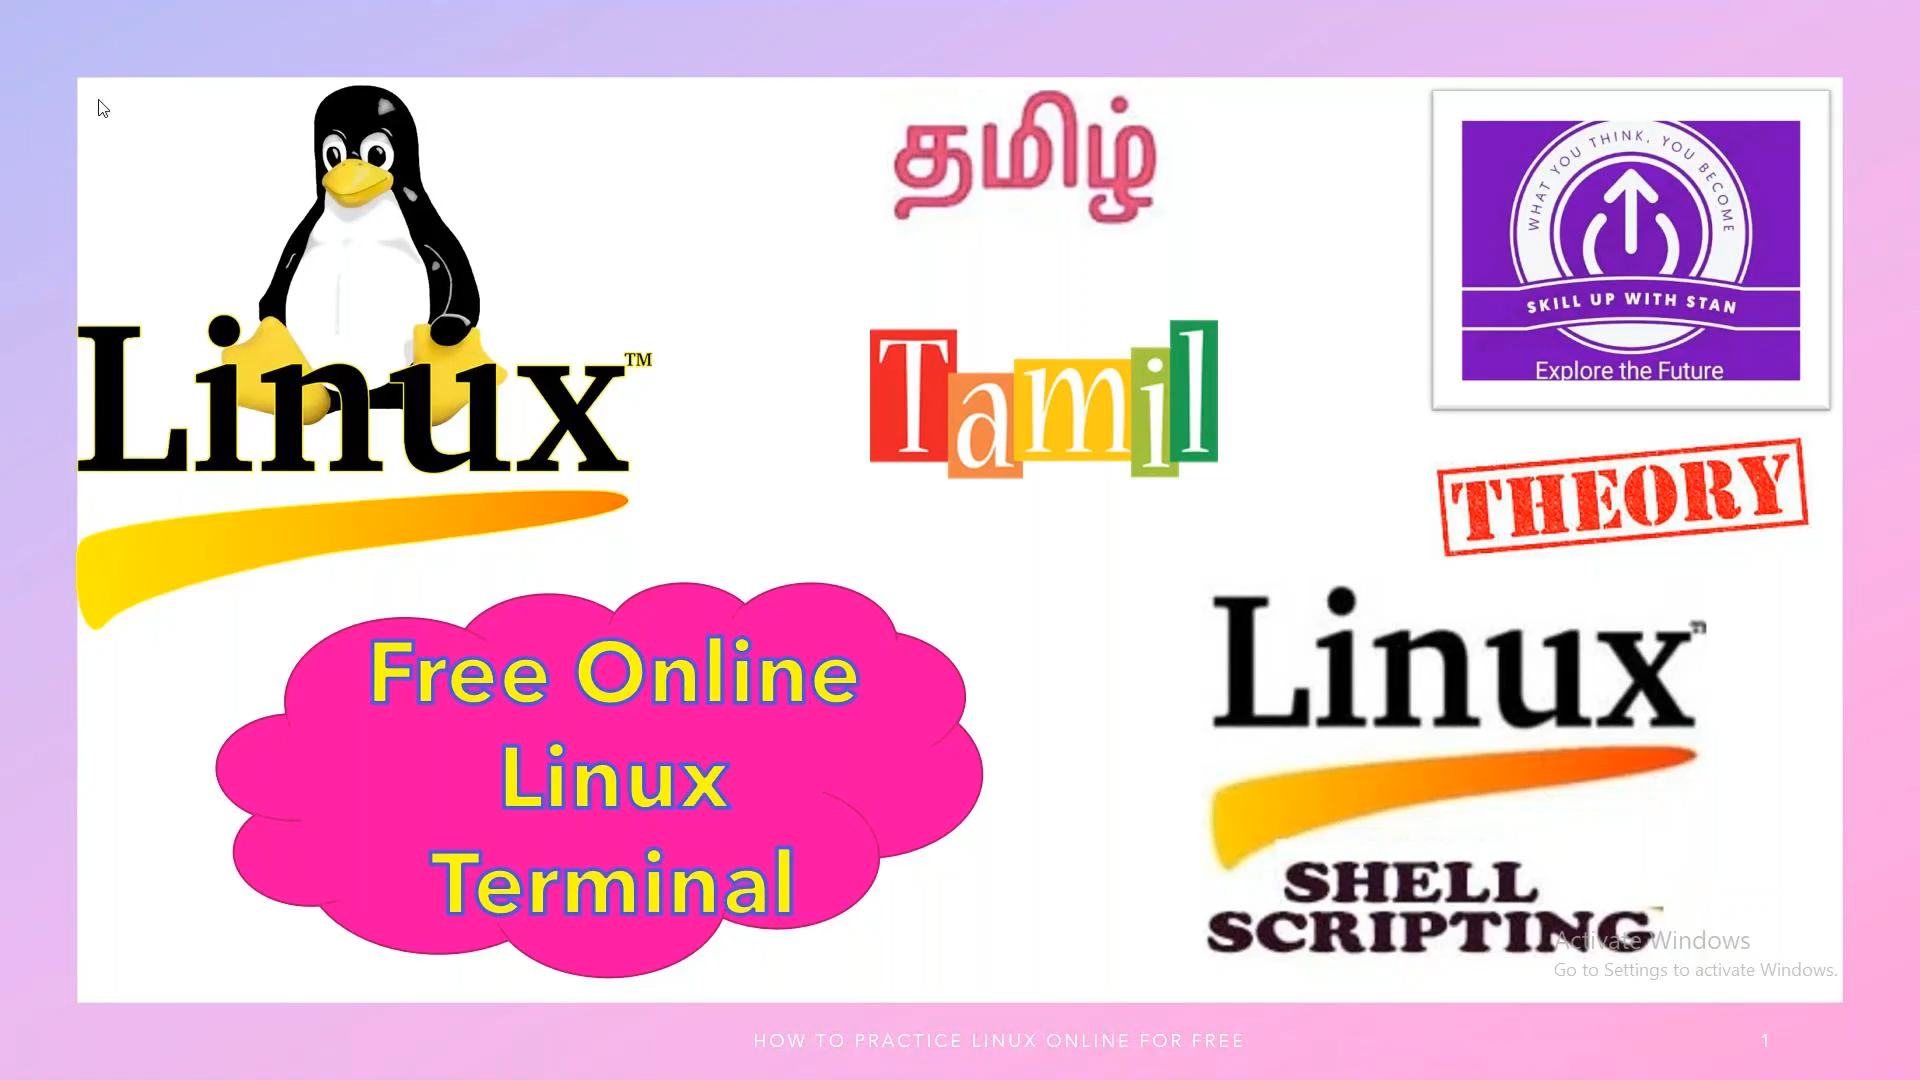 தமிழ்
WHAT YOU THINK, YOU BECOME
SKILL UP WITH STAN
Explore the Future
Linux™
Tamil
THEORY
Free Online
Linux
Terminal
Linux™
SHELL
SCRIPTING
Activate Windows
Go to Settings to activate Windows.
HOW TO PRACTICE LINUX ONLINE FOR FREE
1